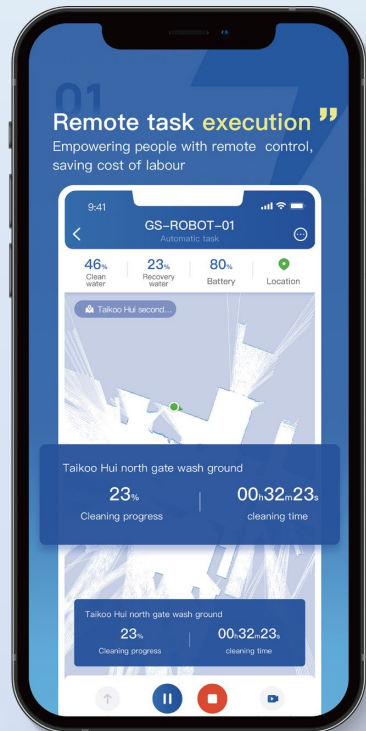 01
Remote task execution ”
Empowering people with remote control,
saving cost of labour
9:41
GS-ROBOT-01
Automatic task
46% 23% 80%
Clean water Recovery water Battery Location
Taikoo Hui second...
Taikoo Hui north gate wash ground
23% 00h32m23s
Cleaning progress cleaning time
Taikoo Hui north gate wash ground
23% 00h32m23s
Cleaning progress cleaning time